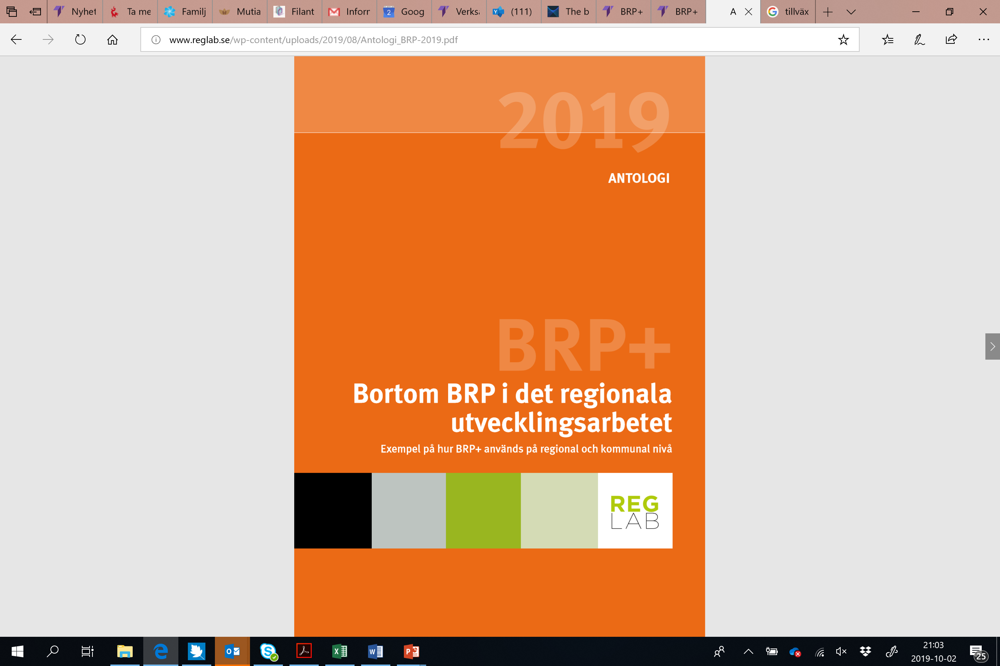 Nyhet
Ta me
Familj
Mutia
Filant
Inforr
2
Goog
Verks
(111)
The b
BRP+
BRP+
A
tillväx
www.reglab.se/wp-content/uploads/2019/08/Antologi_BRP-2019.pdf
2019
ANTOLOGI
BRP+
Bortom BRP i det regionala
utvecklingsarbetet
Exempel på hur BRP+ används på regional och kommunal nivå
REG
LAB
21:03
2019-10-02
25